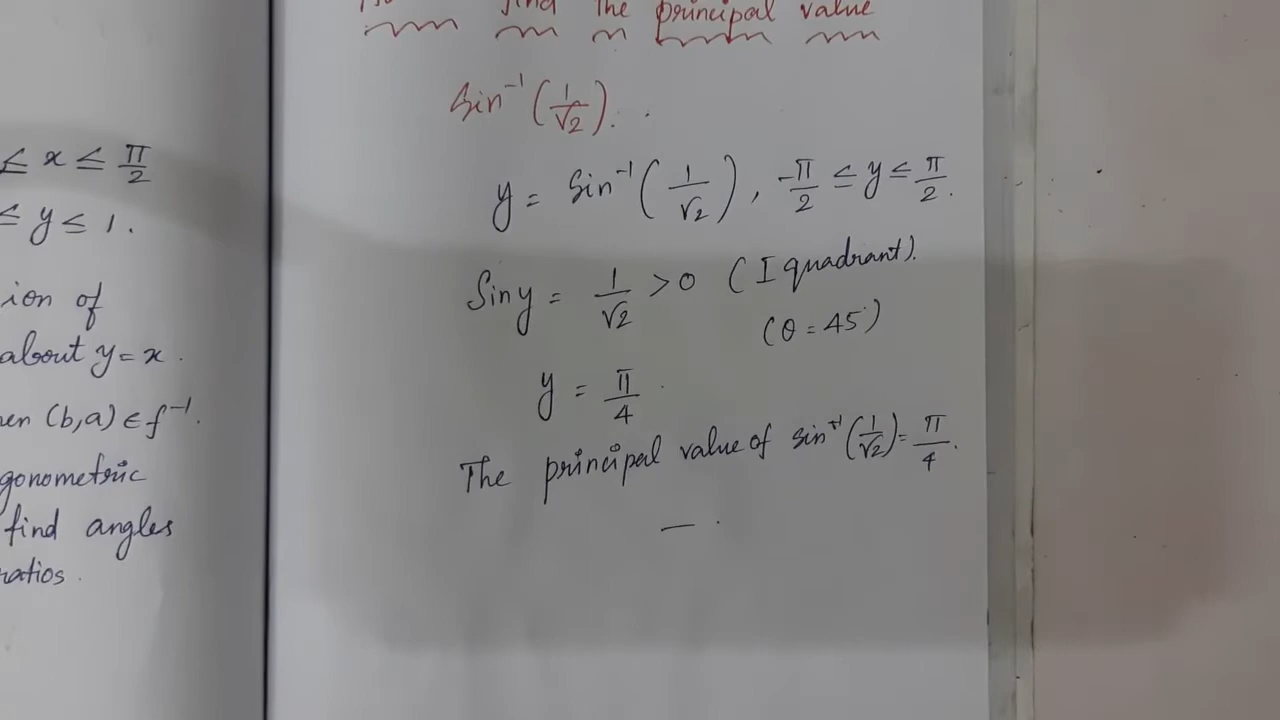 ≤ x ≤ π/2
≤ y ≤ 1.
ion of
about y = x.
en (b,a) ∈ f⁻¹.
gonometric
find angles
ratios.
find the principal value
sin⁻¹(1/√2).
y = sin⁻¹(1/√2), -π/2 ≤ y ≤ π/2.
Sin y = 1/√2 > 0 (I quadrant).
(θ = 45°)
y = π/4.
The principal value of sin⁻¹(1/√2) = π/4.